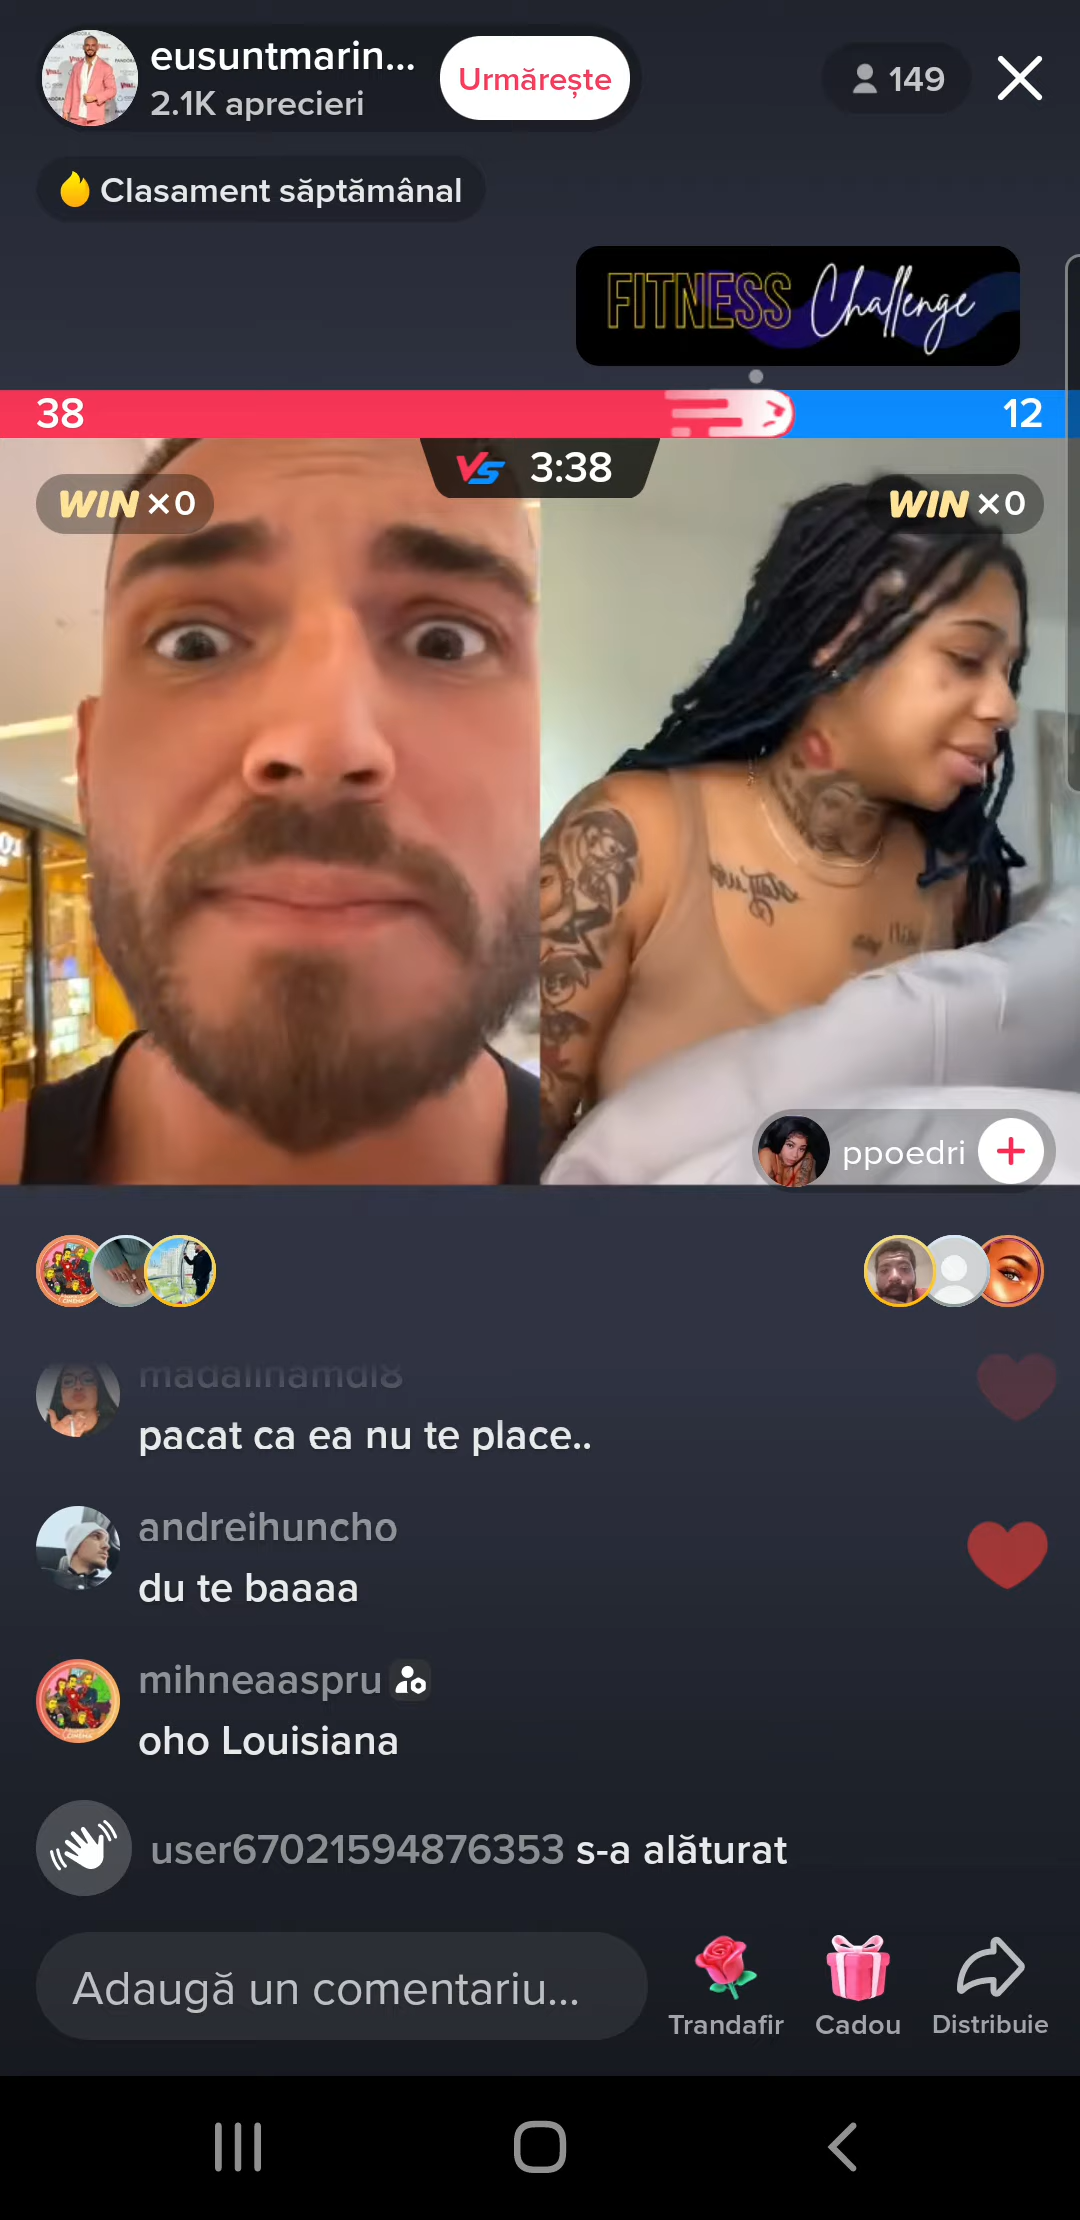 eusuntmarin...
2.1K aprecieri
Urmărește
149
Clasament săptămânal
FITNESS Challenge
38
12
VS 3:38
WIN ×0
WIN ×0
ppoedri
madalinamdl8
pacat ca ea nu te place..
andreihuncho
du te baaaa
mihneaaspru
oho Louisiana
user67021594876353 s-a alăturat
Adaugă un comentariu...
Trandafir
Cadou
Distribuie